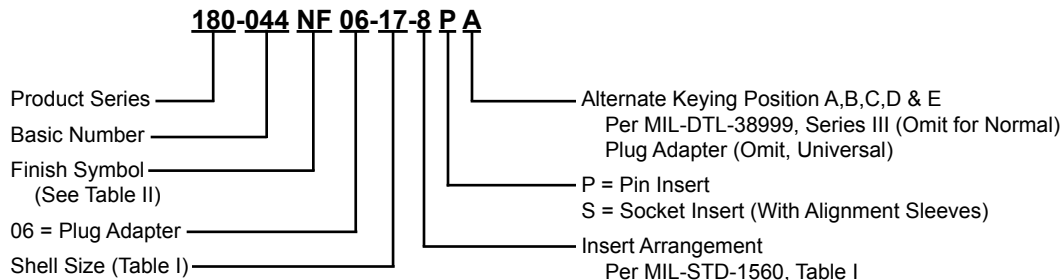 180-044 NF 06-17-8 P A
Product Series
Basic Number
Finish Symbol
(See Table II)
06 = Plug Adapter
Shell Size (Table I)
Alternate Keying Position A,B,C,D & E
Per MIL-DTL-38999, Series III (Omit for Normal)
Plug Adapter (Omit, Universal)
P = Pin Insert
S = Socket Insert (With Alignment Sleeves)
Insert Arrangement
Per MIL-STD-1560, Table I